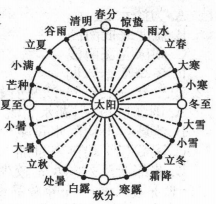 春分
清明
惊蛰
谷雨
雨水
立夏
立春
小满
大寒
芒种
小寒
夏至
太阳
冬至
小暑
大雪
大暑
小雪
立秋
立冬
处暑
霜降
白露
寒露
秋分